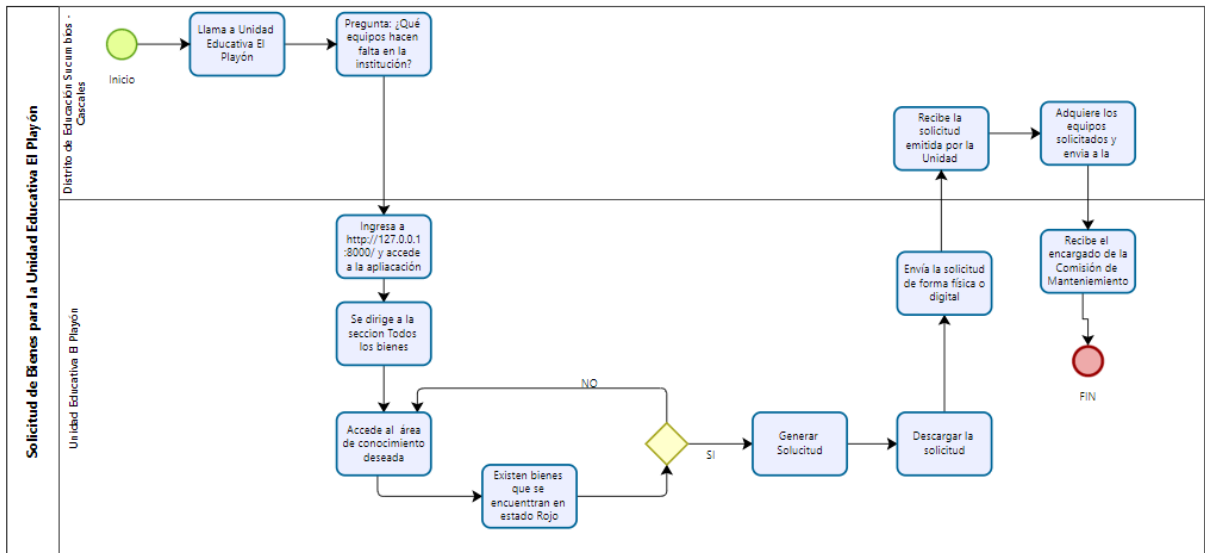 Solicitud de Bienes para la Unidad Educativa El Playón
Distrito de Educación Sucumbios -
Cascales
Inicio
Llama a Unidad
Educativa El
Playón
Pregunta: ¿Qué
equipos hacen
falta en la
institución?
Recibe la
solicitud
emitida por la
Unidad
Adquiere los
equipos
solicitados y
envia a la
Unidad Educativa El Playón
Ingresa a
http://127.0.0.1
:8000/ y accede
a la apliacación
Se dirige a la
seccion Todos
los bienes
Accede al área
de conocimiento
deseada
Existen bienes
que se
encuenttran en
estado Rojo
NO
SI
Generar
Solucitud
Descargar la
solicitud
Envía la solicitud
de forma física o
digital
Recibe el
encargado de la
Comisión de
Manteniemiento
FIN